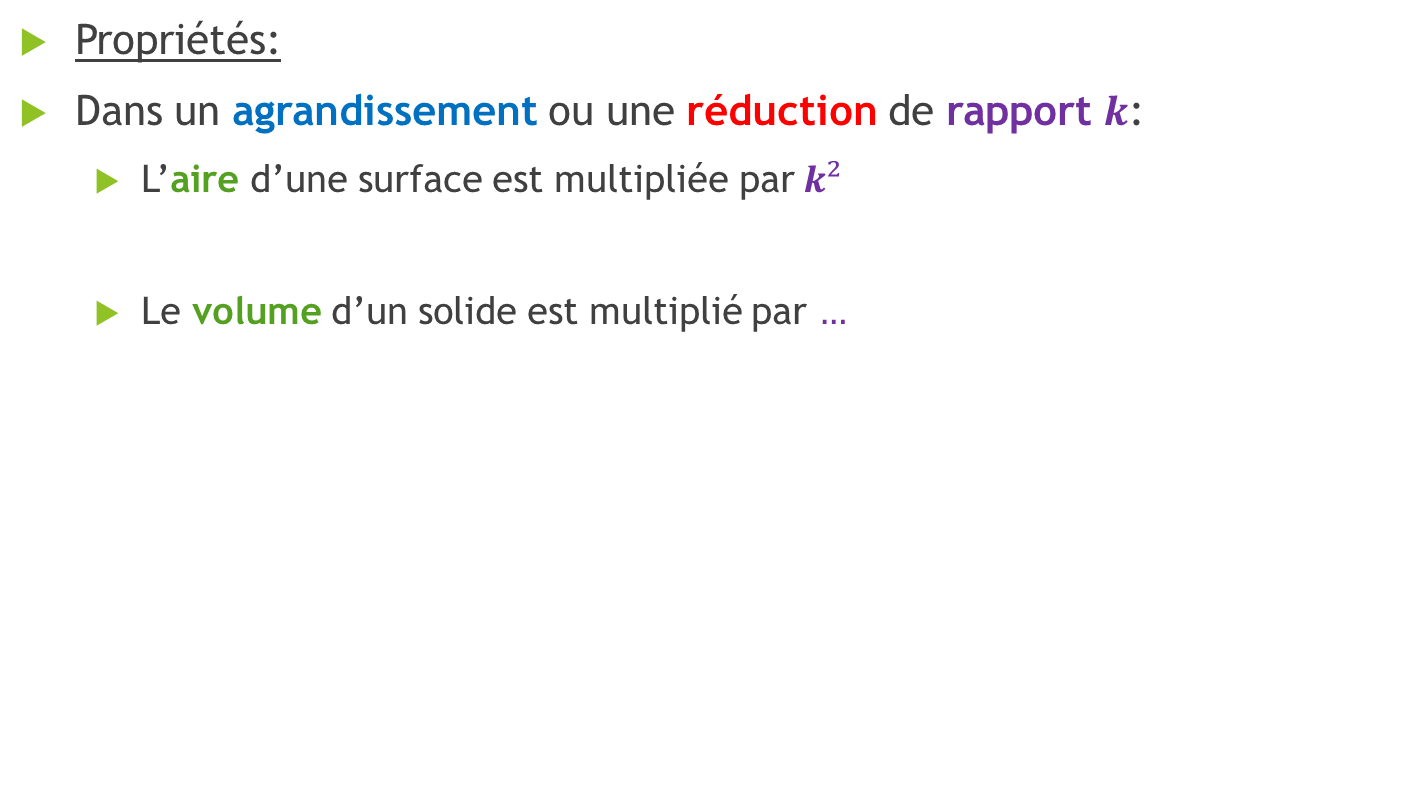 Propriétés:
Dans un agrandissement ou une réduction de rapport k:
L’aire d’une surface est multipliée par k²
Le volume d’un solide est multiplié par …